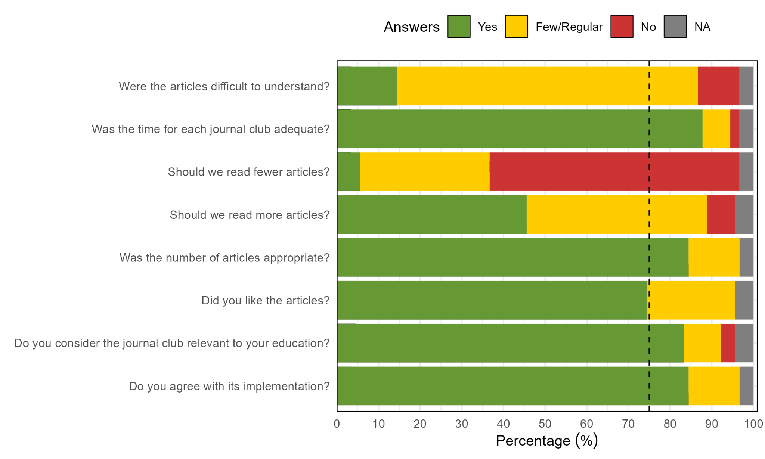 Answers Yes Few/Regular No NA
Were the articles difficult to understand?
Was the time for each journal club adequate?
Should we read fewer articles?
Should we read more articles?
Was the number of articles appropriate?
Did you like the articles?
Do you consider the journal club relevant to your education?
Do you agree with its implementation?
0 10 20 30 40 50 60 70 80 90 100
Percentage (%)